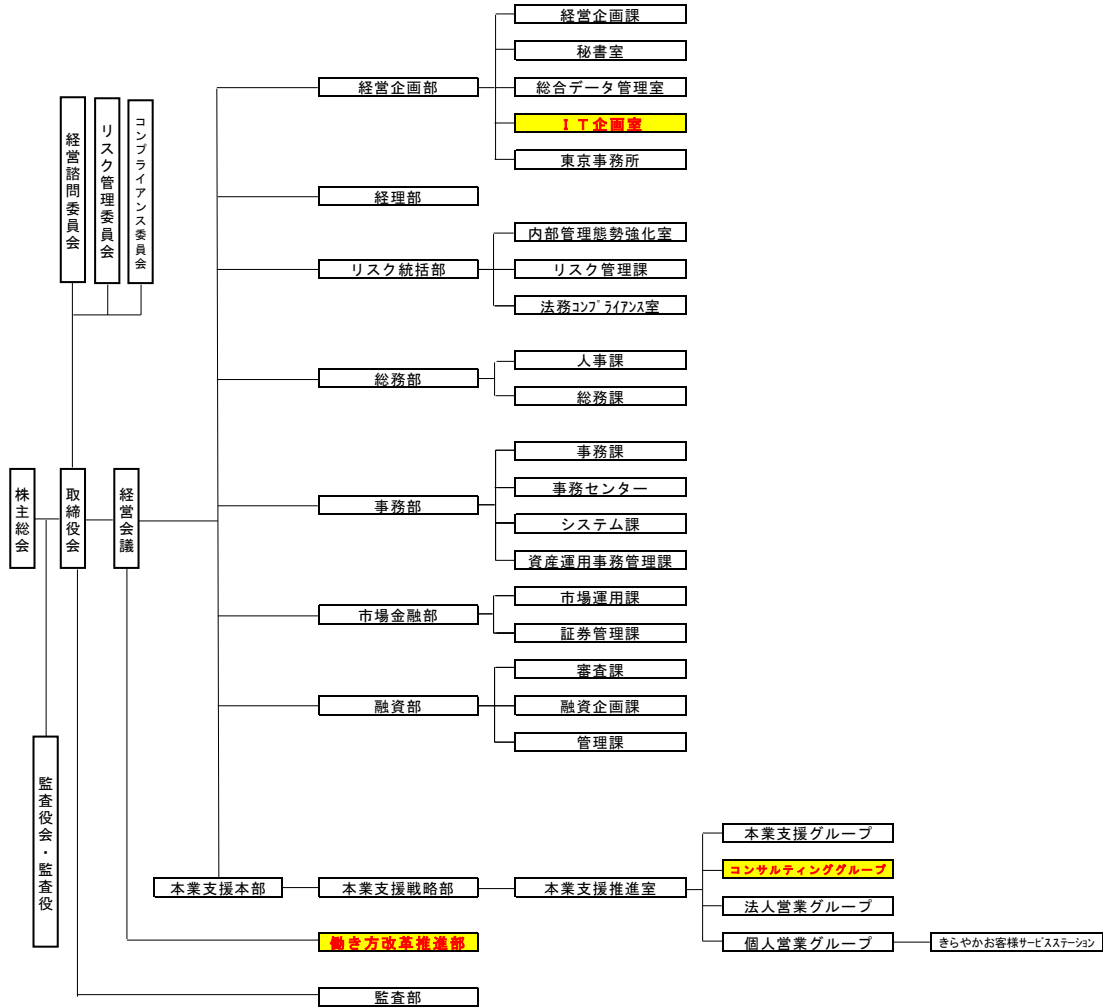 経営企画課
秘書室
経営企画部
総合データ管理室
ＩＴ企画室
東京事務所
経営諮問委員会
リスク管理委員会
コンプライアンス委員会
経理部
内部管理態勢強化室
リスク統括部
リスク管理課
法務ｺﾝﾌﾟﾗｲｱﾝｽ室
人事課
総務部
総務課
事務課
事務センター
事務部
システム課
資産運用事務管理課
株主総会
取締役会
経営会議
市場運用課
市場金融部
証券管理課
審査課
融資部
融資企画課
管理課
監査役会・監査役
本業支援グループ
コンサルティンググループ
本業支援本部
本業支援戦略部
本業支援推進室
法人営業グループ
個人営業グループ
きらやかお客様ｻｰﾋﾞｽｽﾃｰｼｮﾝ
働き方改革推進部
監査部